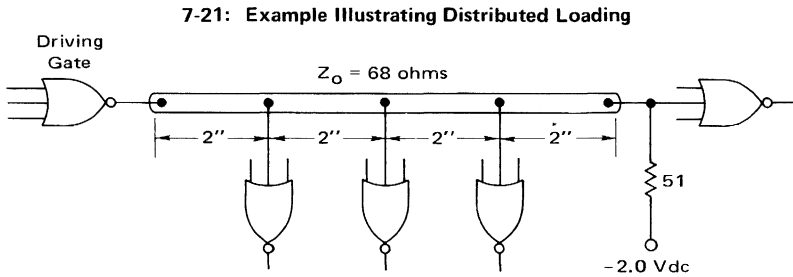 7-21: Example Illustrating Distributed Loading
Driving
Gate
Zo = 68 ohms
2’’ 2’’ 2’’ 2’’
51
-2.0 Vdc